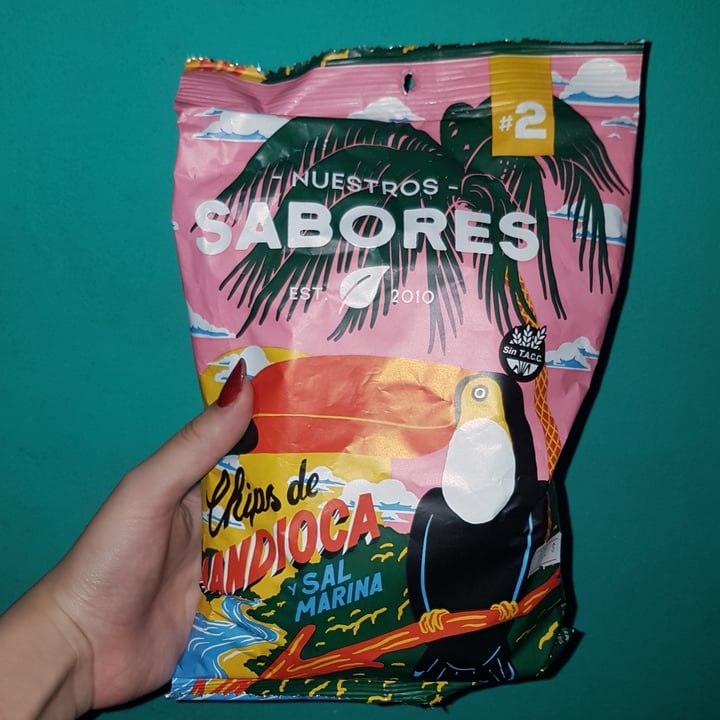 #2
- NUESTROS -
SABORES
EST. 2010
Sin T.A.C.C.
Chips de
MANDIOCA
Y SAL
MARINA